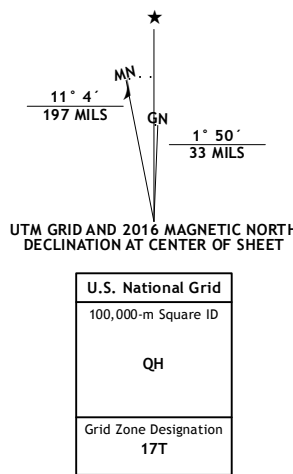 ★
MN
GN
11° 4´
197 MILS
1° 50´
33 MILS
UTM GRID AND 2016 MAGNETIC NORTH
DECLINATION AT CENTER OF SHEET
U.S. National Grid
100,000-m Square ID
QH
Grid Zone Designation
17T